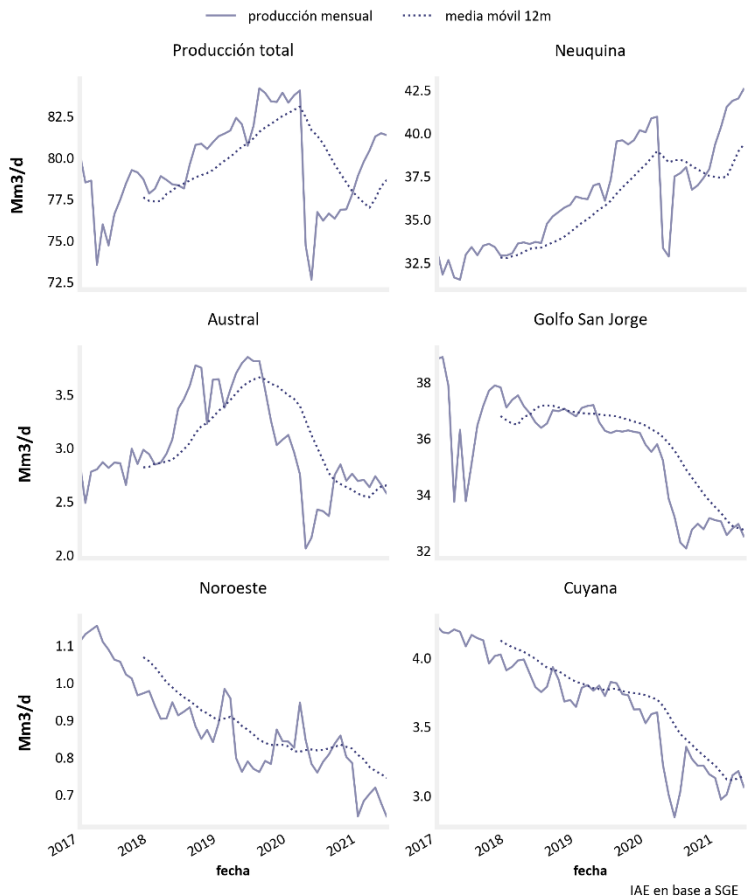 producción mensual media móvil 12m
Producción total
Neuquina
Mm3/d
82.5
80.0
77.5
75.0
72.5
42.5
40.0
37.5
35.0
32.5
Austral
Golfo San Jorge
Mm3/d
3.5
3.0
2.5
2.0
38
36
34
32
Noroeste
Cuyana
Mm3/d
1.1
1.0
0.9
0.8
0.7
4.0
3.5
3.0
2017 2018 2019 2020 2021
fecha
2017 2018 2019 2020 2021
fecha
IAE en base a SGE